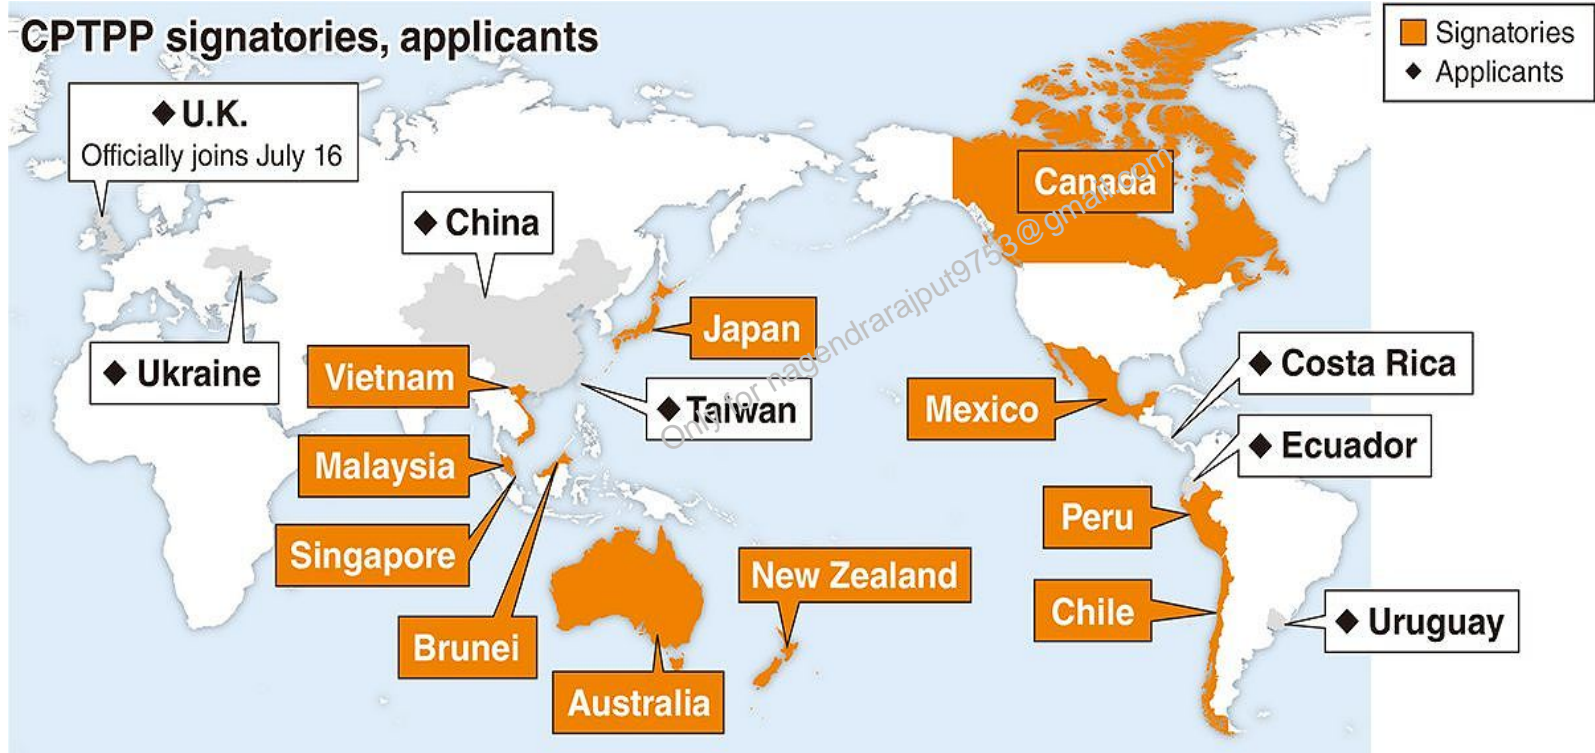 CPTPP signatories, applicants
Signatories
◆ Applicants
◆ U.K.
Officially joins July 16
◆ China
Canada
Japan
◆ Ukraine
Vietnam
◆ Taiwan
Mexico
◆ Costa Rica
◆ Ecuador
Malaysia
Singapore
Peru
New Zealand
Chile
◆ Uruguay
Brunei
Australia
Only for nagendrarajput9753@gmail.com